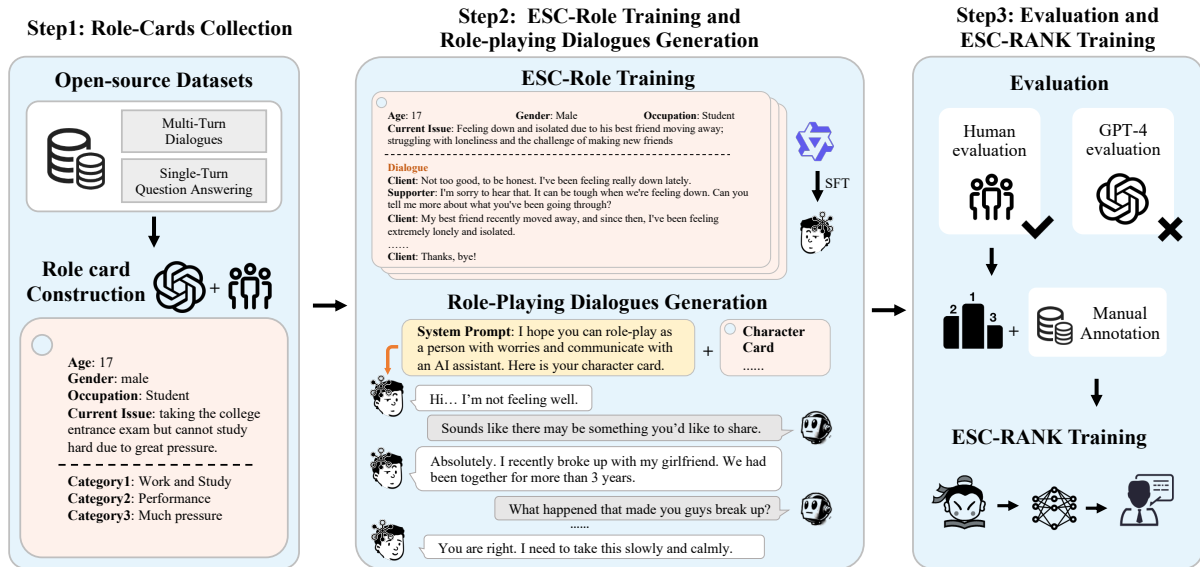 Step1: Role-Cards Collection
Open-source Datasets
Multi-Turn
Dialogues
Single-Turn
Question Answering
Role card
Construction
+
Age: 17
Gender: male
Occupation: Student
Current Issue: taking the college
entrance exam but cannot study
hard due to great pressure.
Category1: Work and Study
Category2: Performance
Category3: Much pressure
Step2: ESC-Role Training and
Role-playing Dialogues Generation
ESC-Role Training
Age: 17 Gender: Male Occupation: Student
Current Issue: Feeling down and isolated due to his best friend moving away;
struggling with loneliness and the challenge of making new friends
Dialogue
Client: Not too good, to be honest. I've been feeling really down lately.
Supporter: I'm sorry to hear that. It can be tough when we're feeling down. Can you
tell me more about what you've been going through?
Client: My best friend recently moved away, and since then, I've been feeling
extremely lonely and isolated.
......
Client: Thanks, bye!
SFT
Role-Playing Dialogues Generation
System Prompt: I hope you can role-play as
a person with worries and communicate with
an AI assistant. Here is your character card.
+
Character
Card
......
Hi… I'm not feeling well.
Sounds like there may be something you'd like to share.
Absolutely. I recently broke up with my girlfriend. We had
been together for more than 3 years.
What happened that made you guys break up?
......
You are right. I need to take this slowly and calmly.
Step3: Evaluation and
ESC-RANK Training
Evaluation
Human
evaluation
GPT-4
evaluation
2 1 3
+
Manual
Annotation
ESC-RANK Training